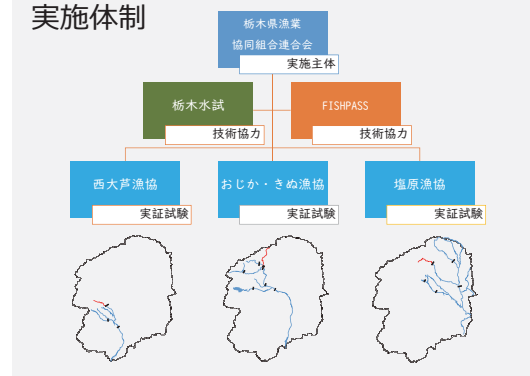 実施体制
栃木県漁業
協同組合連合会
実施主体
栃木水試
技術協力
FISHPASS
技術協力
西大芦漁協
実証試験
おじか・きぬ漁協
実証試験
塩原漁協
実証試験